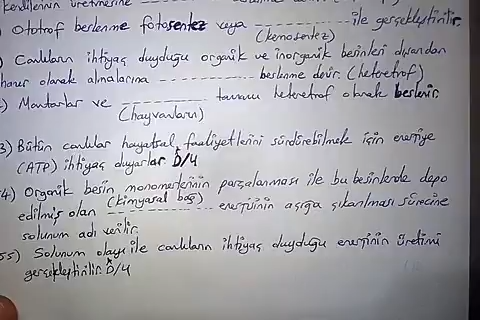 kendilerinin üretmesine
) Ototrof beslenme fotosentez veya ----------- ile gerçekleştirilir.
(kemosentez)
) Canlıların ihtiyaç duyduğu organik ve inorganik besinleri dışarıdan
hazır olarak almalarına ----------- beslenme denir. (heteretrof)
) Mantarlar ve ----------- tamamı heteretrof olarak beslenir.
(hayvanların)
3) Bütün canlılar hayatsal faaliyetlerini sürdürebilmek için enerjiye
(ATP) ihtiyaç duyarlar D/Y
4) Organik besin monomerlerinin parçalanması ile bu besinlerde depo
edilmiş olan (kimyasal bağ) ----------- enerjisinin açığa çıkarılması sürecine
solunum adı verilir.
55) Solunum olayı ile canlıların ihtiyaç duyduğu enerjinin üretimi
gerçekleştirilir. D/Y